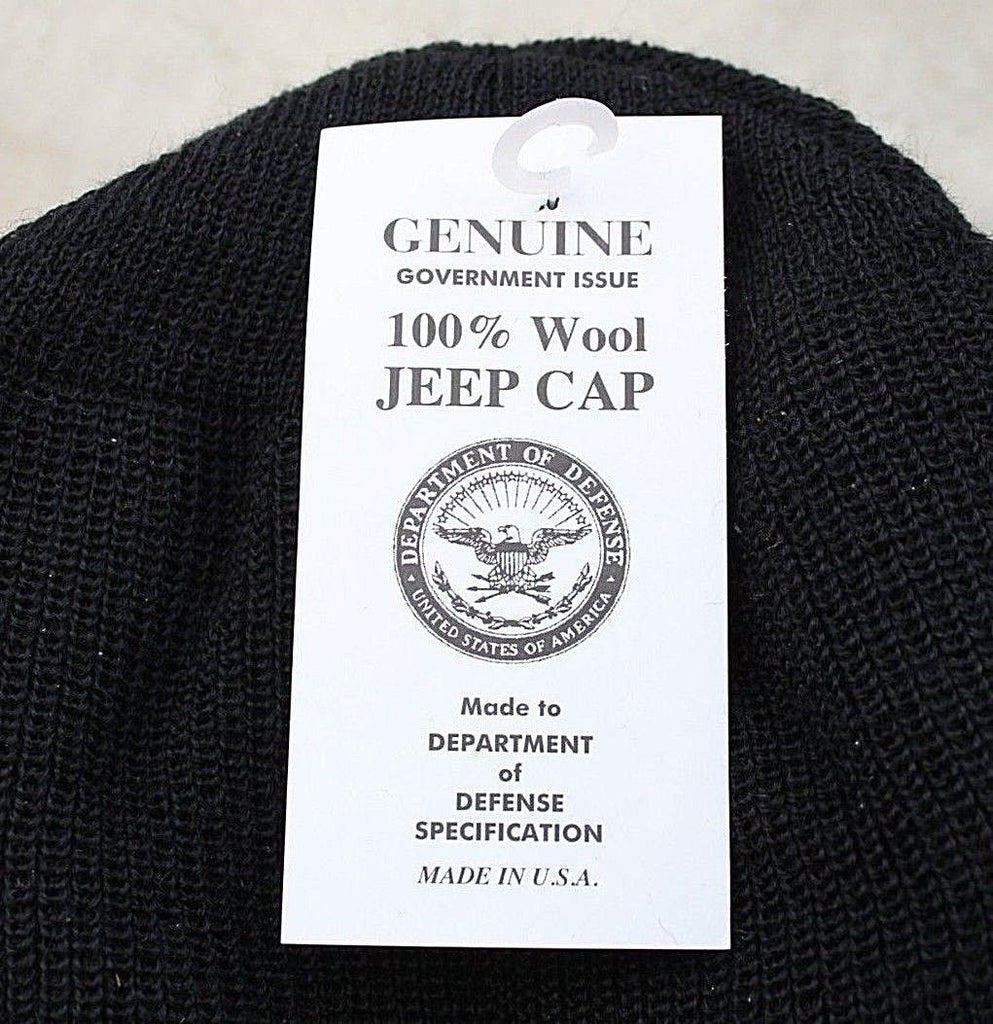 GENUINE
GOVERNMENT ISSUE
100% Wool
JEEP CAP
DEPARTMENT OF DEFENSE
UNITED STATES OF AMERICA
Made to
DEPARTMENT
of
DEFENSE
SPECIFICATION
MADE IN U.S.A.